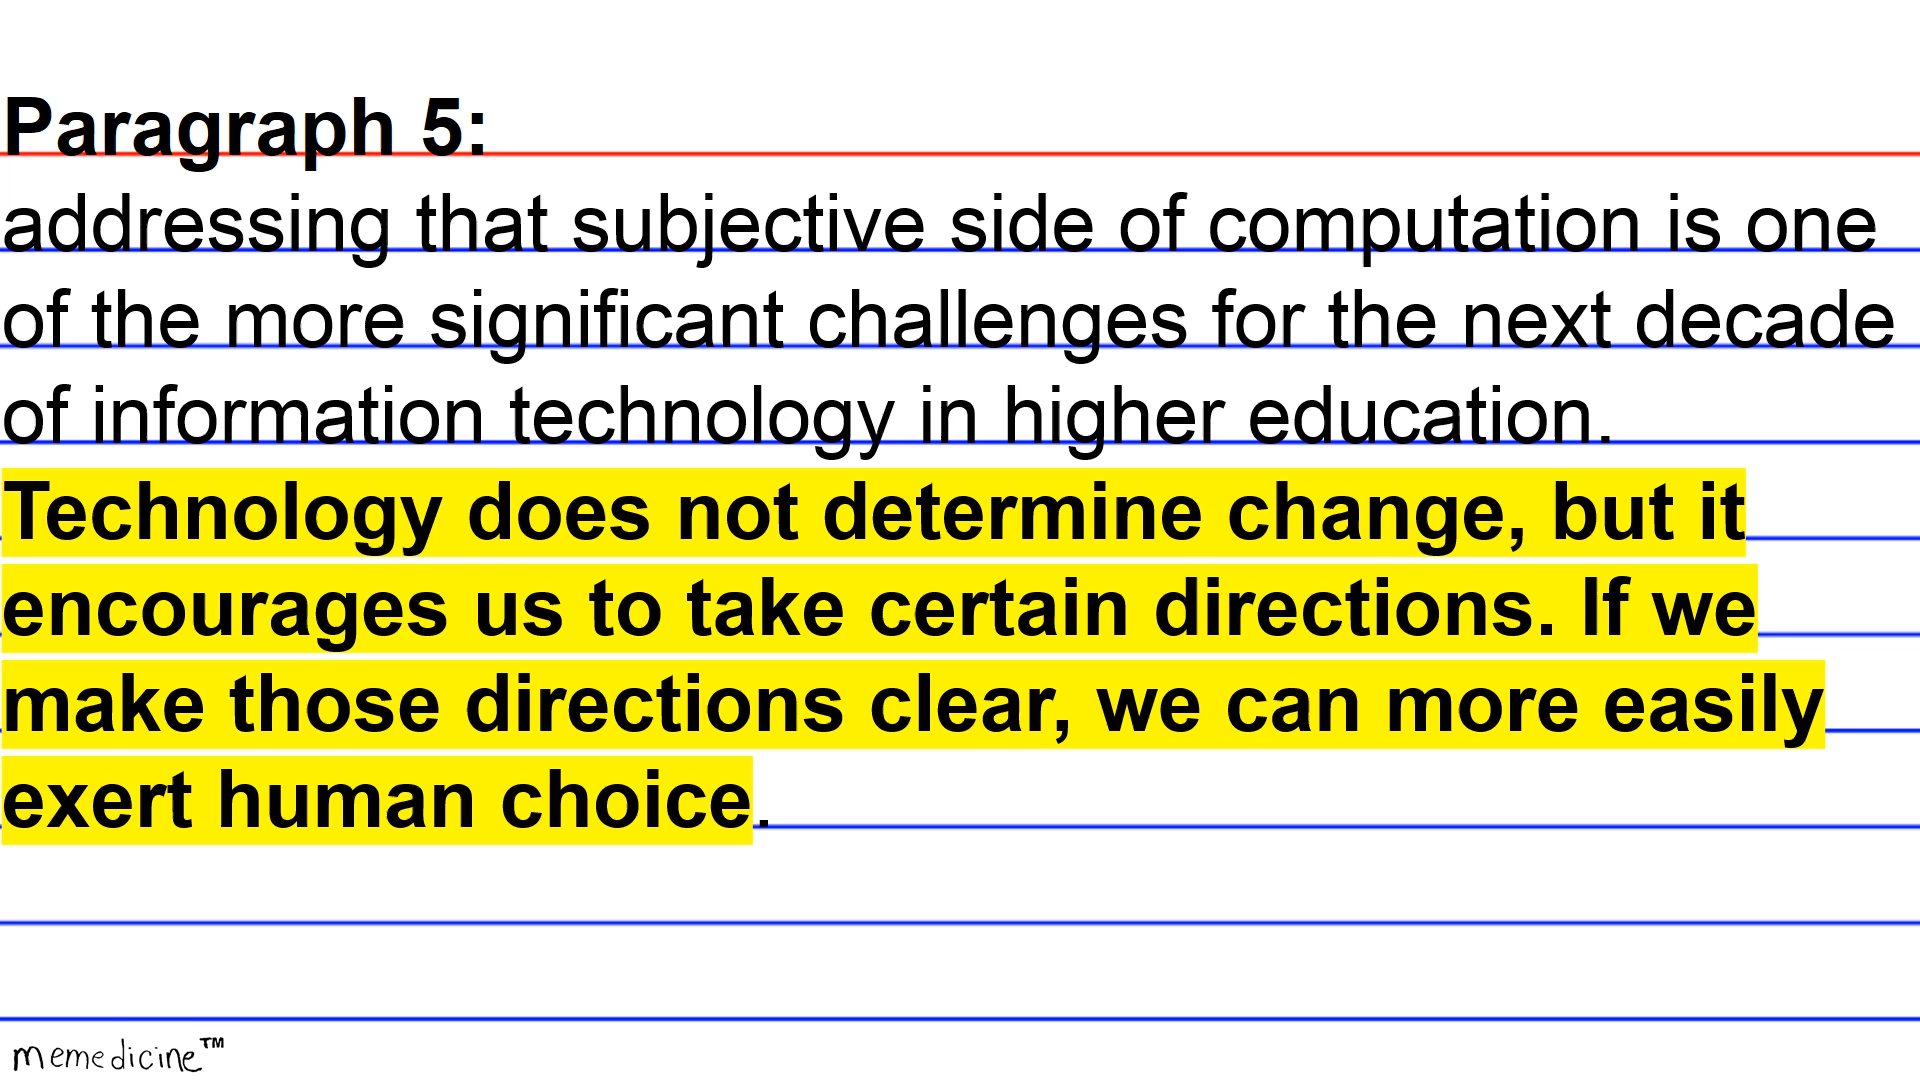 Paragraph 5:
addressing that subjective side of computation is one
of the more significant challenges for the next decade
of information technology in higher education.
Technology does not determine change, but it
encourages us to take certain directions. If we
make those directions clear, we can more easily
exert human choice.
memedicine™